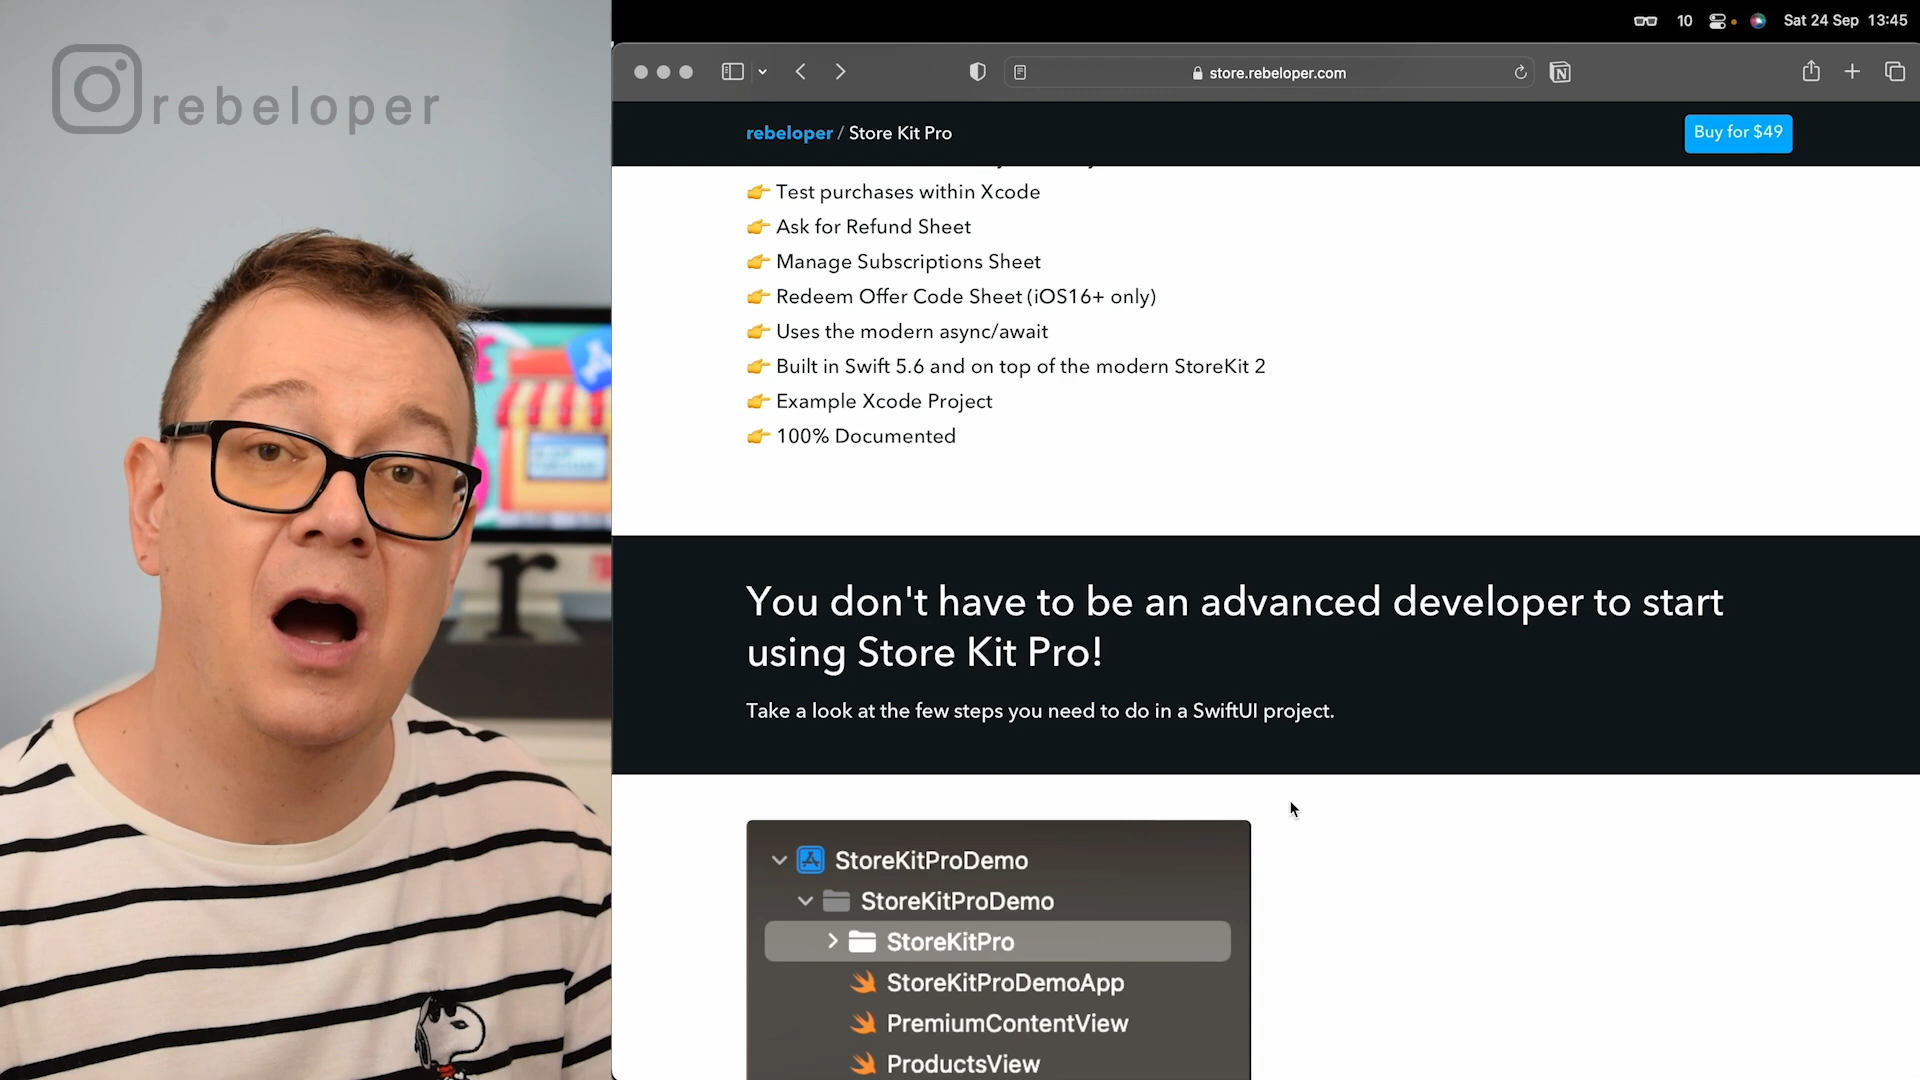 rebeloper
10
Sat 24 Sep 13:45
store.rebeloper.com
rebeloper / Store Kit Pro
Buy for $49
👉 Test purchases within Xcode
👉 Ask for Refund Sheet
👉 Manage Subscriptions Sheet
👉 Redeem Offer Code Sheet (iOS16+ only)
👉 Uses the modern async/await
👉 Built in Swift 5.6 and on top of the modern StoreKit 2
👉 Example Xcode Project
👉 100% Documented
You don't have to be an advanced developer to start
using Store Kit Pro!
Take a look at the few steps you need to do in a SwiftUI project.
StoreKitProDemo
StoreKitProDemo
StoreKitPro
StoreKitProDemoApp
PremiumContentView
ProductsView
r